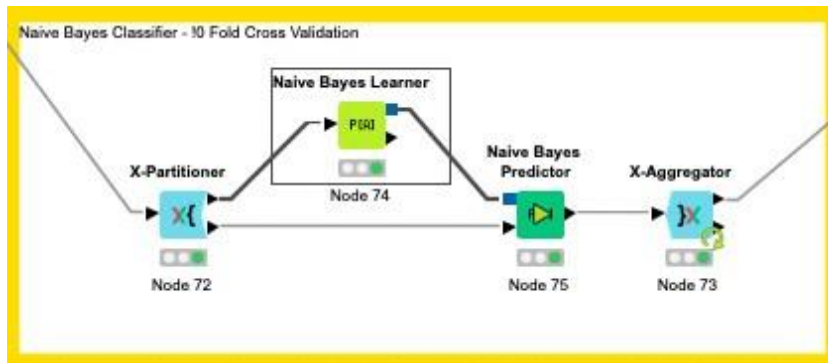 Naive Bayes Classifier - !0 Fold Cross Validation
Naive Bayes Learner
P(A)
Node 74
X-Partitioner
X{
Node 72
Naive Bayes
Predictor
Node 75
X-Aggregator
}X
Node 73